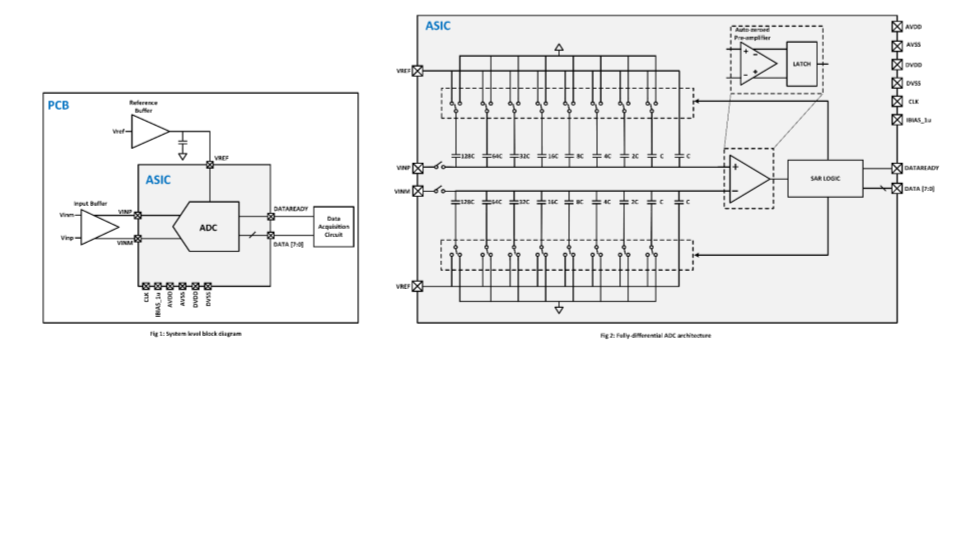 PCB
Reference
Buffer
Vref
VREF
ASIC
Input Buffer
Vinm
Vinp
VINP
VINM
ADC
DATAREADY
DATA [7:0]
Data
Acquisition
Circuit
CLK
IBIAS_1u
AVDD
AVSS
DVDD
DVSS
Fig 1: System level block diagram
ASIC
Auto-zeroed
Pre-amplifier
LATCH
VREF
128C 64C 32C 16C 8C 4C 2C C C
VINP
VINM
128C 64C 32C 16C 8C 4C 2C C C
SAR LOGIC
VREF
AVDD
AVSS
DVDD
DVSS
CLK
IBIAS_1u
DATAREADY
DATA [7:0]
Fig 2: Fully-differential ADC architecture